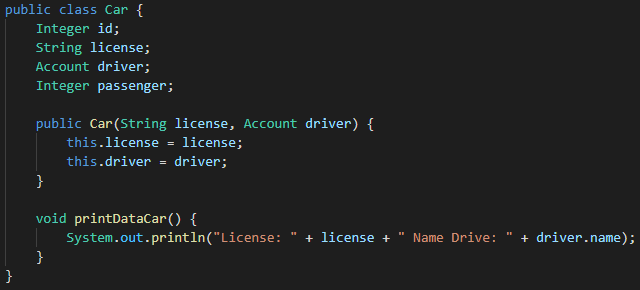 public class Car {
    Integer id;
    String license;
    Account driver;
    Integer passenger;

    public Car(String license, Account driver) {
        this.license = license;
        this.driver = driver;
    }

    void printDataCar() {
        System.out.println("License: " + license + " Name Drive: " + driver.name);
    }
}